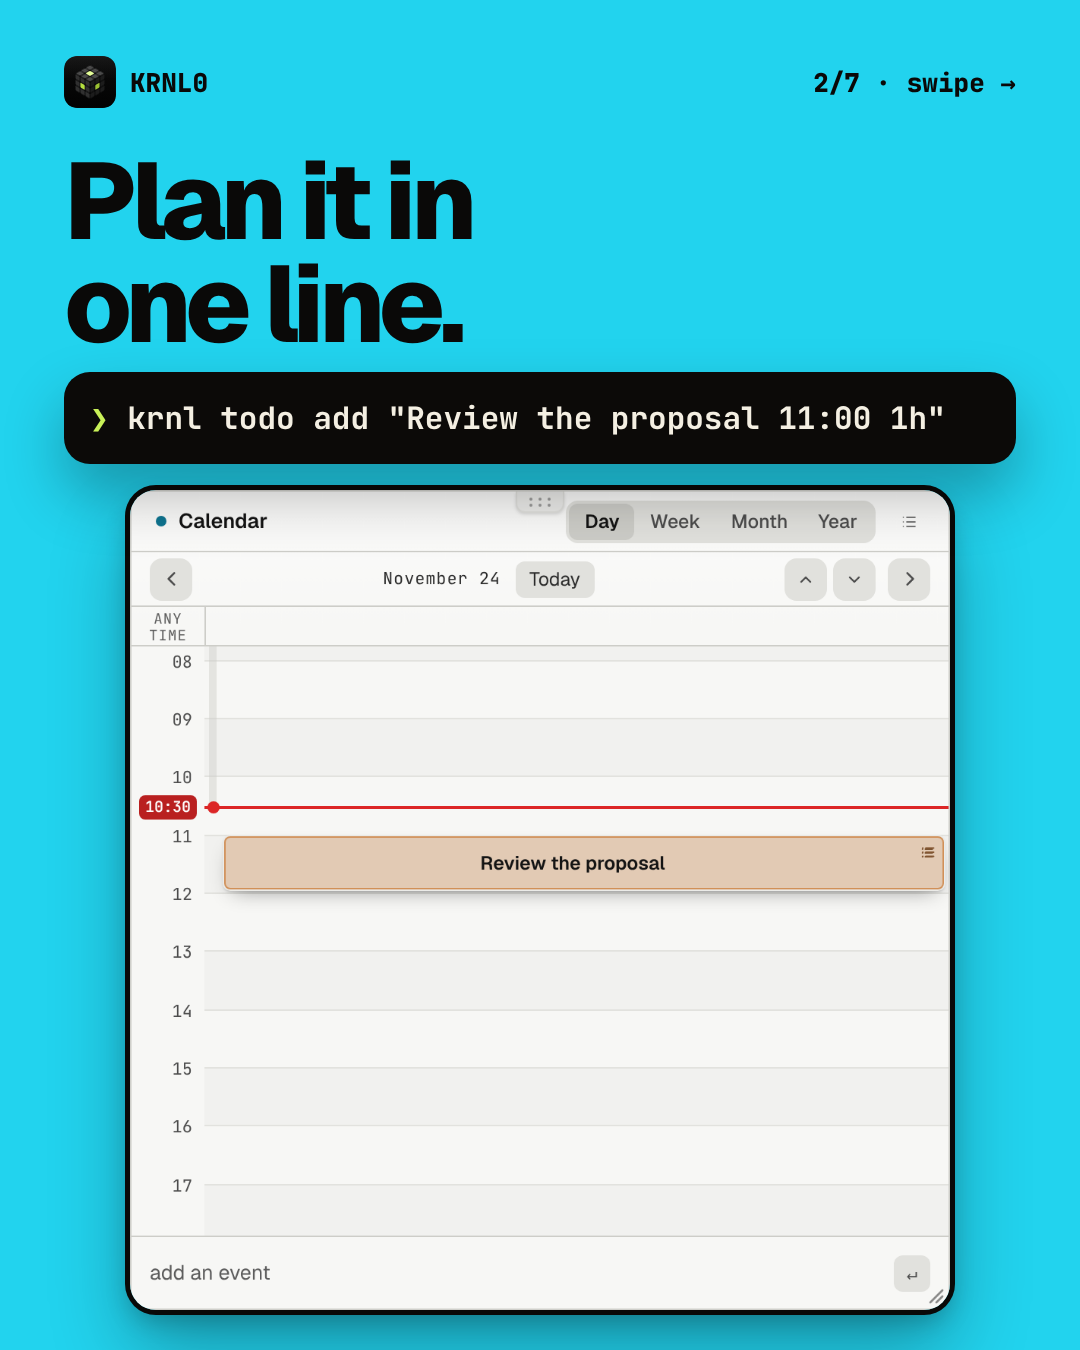 KRNL0
2/7 · swipe →
Plan it in
one line.
❯ krnl todo add "Review the proposal 11:00 1h"
Calendar
Day Week Month Year
November 24 Today
ANY
TIME
08
09
10
10:30
11
Review the proposal
12
13
14
15
16
17
add an event